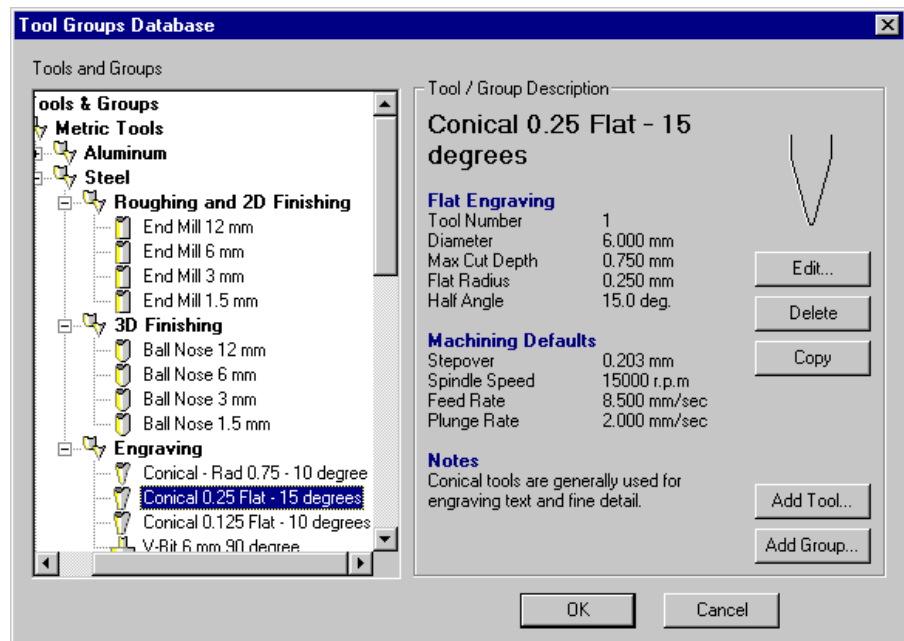 Tool Groups Database
Tools and Groups
ools & Groups
Metric Tools
Aluminum
Steel
Roughing and 2D Finishing
End Mill 12 mm
End Mill 6 mm
End Mill 3 mm
End Mill 1.5 mm
3D Finishing
Ball Nose 12 mm
Ball Nose 6 mm
Ball Nose 3 mm
Ball Nose 1.5 mm
Engraving
Conical - Rad 0.75 - 10 degree
Conical 0.25 Flat - 15 degrees
Conical 0.125 Flat - 10 degrees
V-Bit 6 mm 90 degree
Tool / Group Description
Conical 0.25 Flat - 15
degrees
Flat Engraving
Tool Number 1
Diameter 6.000 mm
Max Cut Depth 0.750 mm
Flat Radius 0.250 mm
Half Angle 15.0 deg.
Machining Defaults
Stepover 0.203 mm
Spindle Speed 15000 r.p.m
Feed Rate 8.500 mm/sec
Plunge Rate 2.000 mm/sec
Notes
Conical tools are generally used for
engraving text and fine detail.
Edit...
Delete
Copy
Add Tool...
Add Group...
OK
Cancel